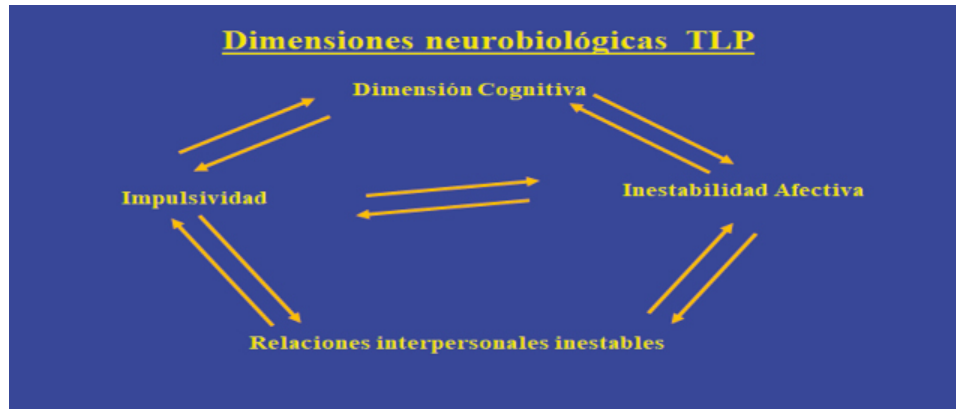 Dimensiones neurobiológicas TLP
Dimensión Cognitiva
Impulsividad
Inestabilidad Afectiva
Relaciones interpersonales inestables